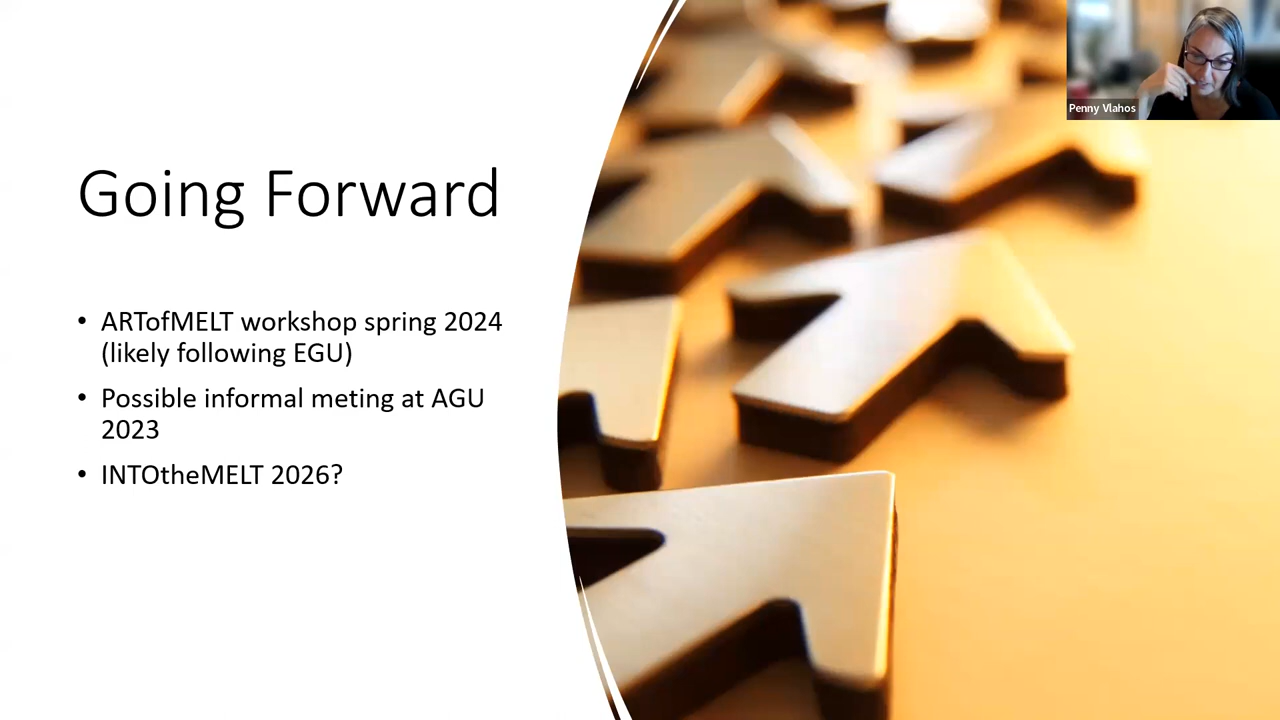 Going Forward
• ARTofMELT workshop spring 2024
(likely following EGU)
• Possible informal meting at AGU
2023
• INTOtheMELT 2026?
Penny Vlahos